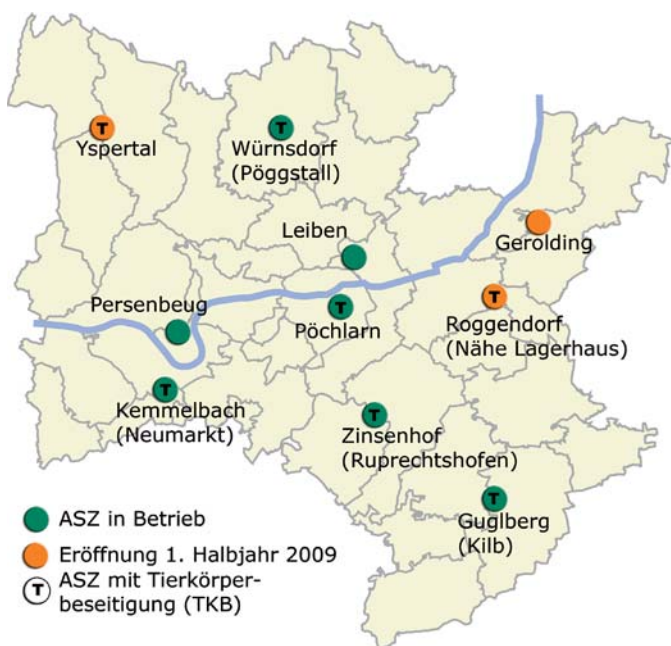 T
Yspertal
T
Würnsdorf
(Pöggstall)
Leiben
Gerolding
Persenbeug
T
Pöchlarn
T
Roggendorf
(Nähe Lagerhaus)
T
Kemmelbach
(Neumarkt)
T
Zinsenhof
(Ruprechtshofen)
T
Guglberg
(Kilb)
ASZ in Betrieb
Eröffnung 1. Halbjahr 2009
T
ASZ mit Tierkörper-
beseitigung (TKB)